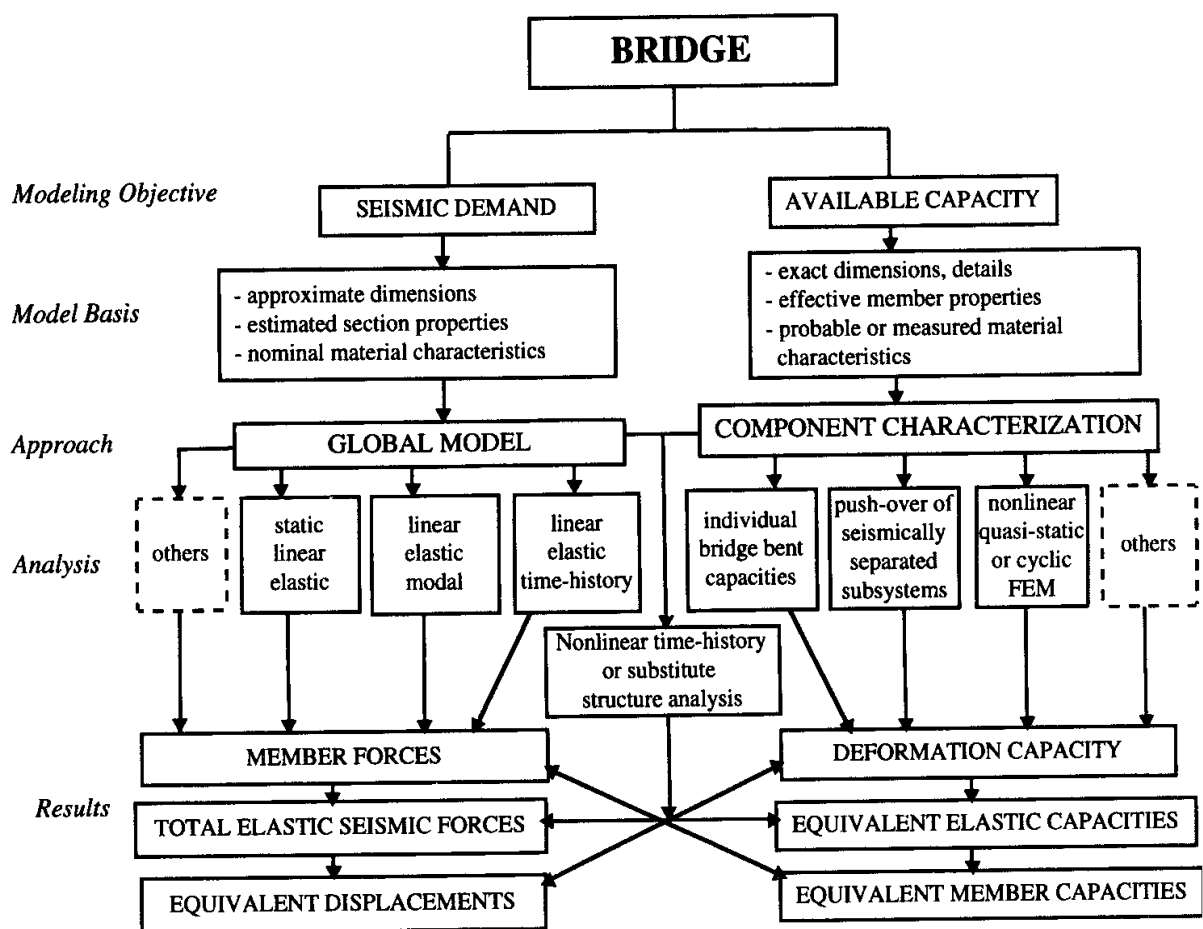 BRIDGE
Modeling Objective
SEISMIC DEMAND
AVAILABLE CAPACITY
Model Basis
- approximate dimensions
- estimated section properties
- nominal material characteristics
- exact dimensions, details
- effective member properties
- probable or measured material
characteristics
Approach
GLOBAL MODEL
COMPONENT CHARACTERIZATION
Analysis
others
static
linear
elastic
linear
elastic
modal
linear
elastic
time-history
individual
bridge bent
capacities
push-over of
seismically
separated
subsystems
nonlinear
quasi-static
or cyclic
FEM
others
Nonlinear time-history
or substitute
structure analysis
Results
MEMBER FORCES
DEFORMATION CAPACITY
TOTAL ELASTIC SEISMIC FORCES
EQUIVALENT ELASTIC CAPACITIES
EQUIVALENT DISPLACEMENTS
EQUIVALENT MEMBER CAPACITIES